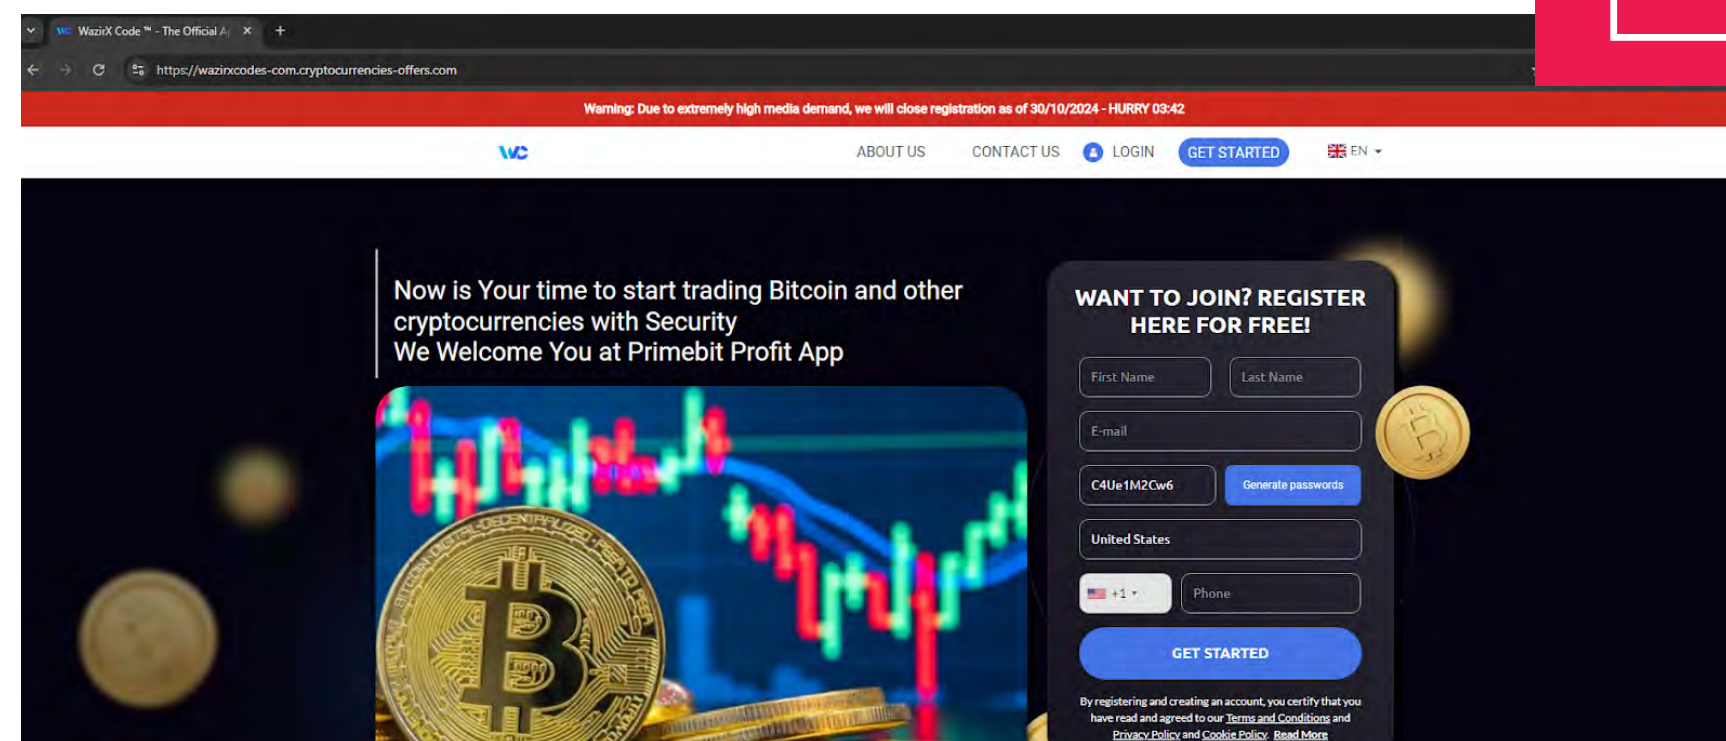 WazirX Code ™ - The Official A
https://wazirxcodes-com.cryptocurrencies-offers.com
Warning: Due to extremely high media demand, we will close registration as of 30/10/2024 - HURRY 03:42
WC
ABOUT US
CONTACT US
LOGIN
GET STARTED
EN
Now is Your time to start trading Bitcoin and other
cryptocurrencies with Security
We Welcome You at Primebit Profit App
WANT TO JOIN? REGISTER
HERE FOR FREE!
First Name
Last Name
E-mail
C4Ue1M2Cw6
Generate passwords
United States
+1
Phone
GET STARTED
By registering and creating an account, you certify that you
have read and agreed to our Terms and Conditions and
Privacy Policy and Cookie Policy. Read More